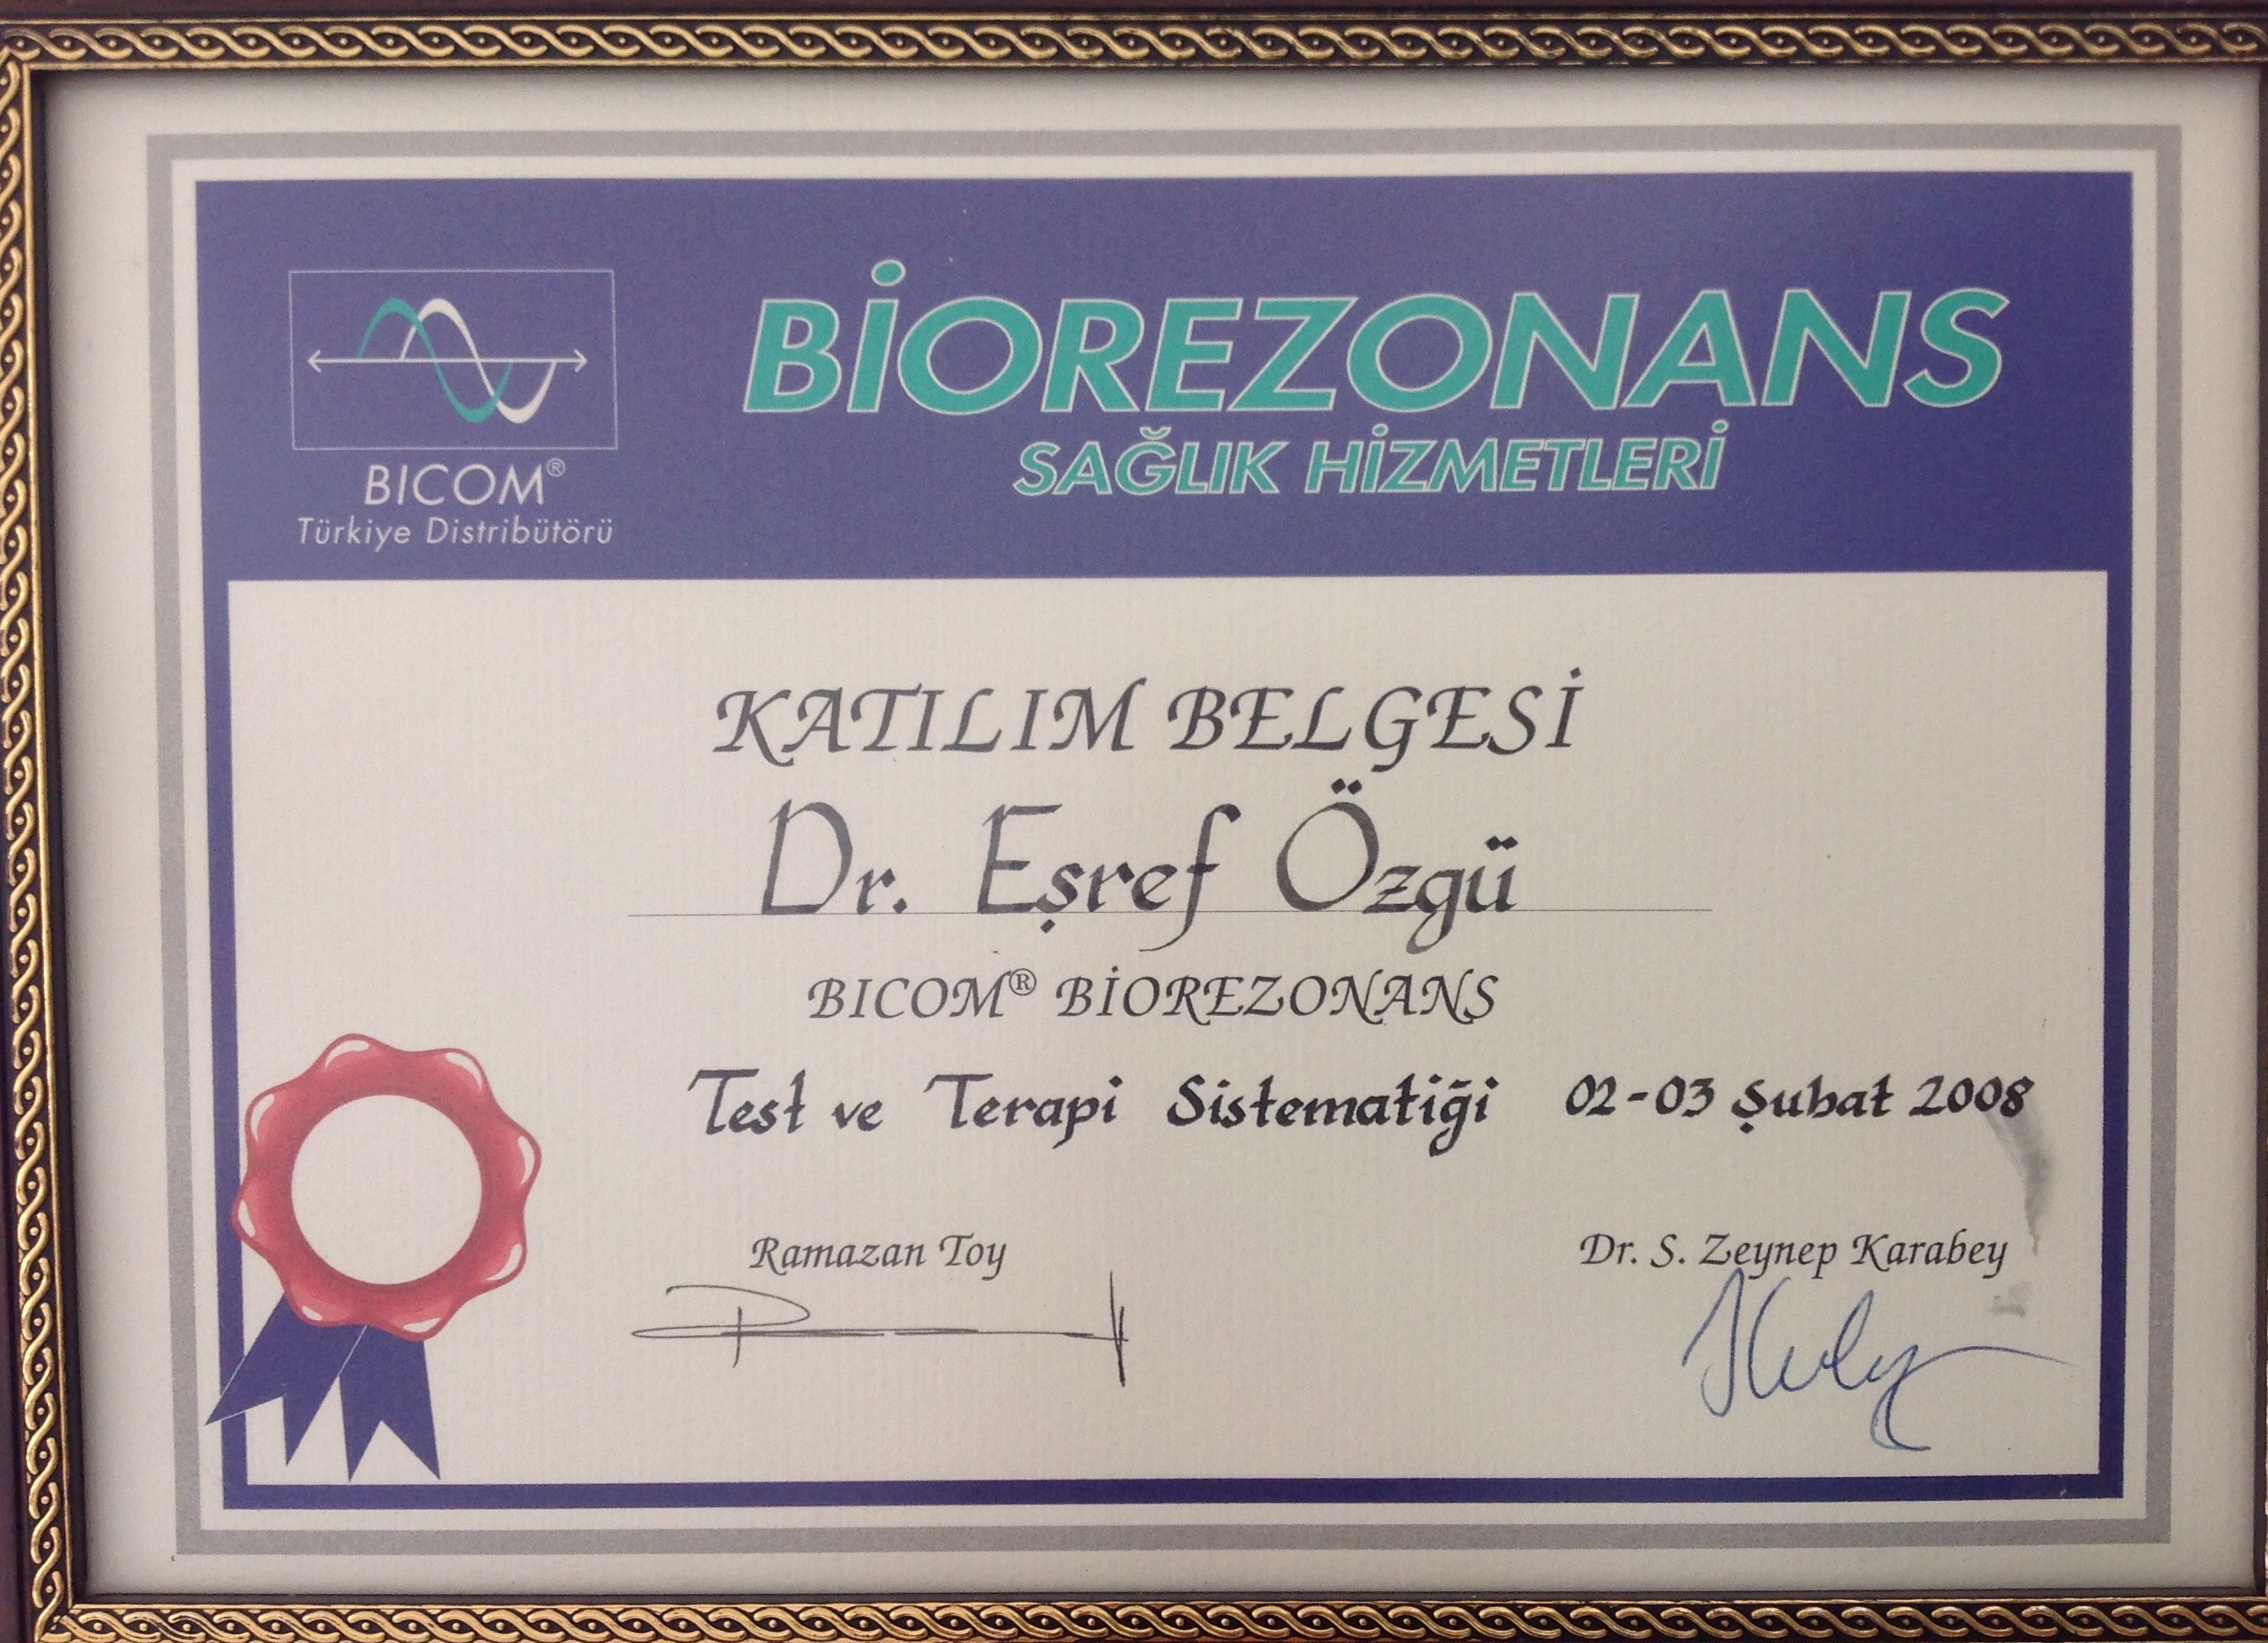 BİOREZONANS
SAĞLIK HİZMETLERİ
BICOM®
Türkiye Distribütörü
KATILIM BELGESİ
Dr. Eşref Özgü
BICOM® BİOREZONANS
Test ve Terapi Sistematiği 02-03 Şubat 2008
Ramazan Toy
Dr. S. Zeynep Karabey